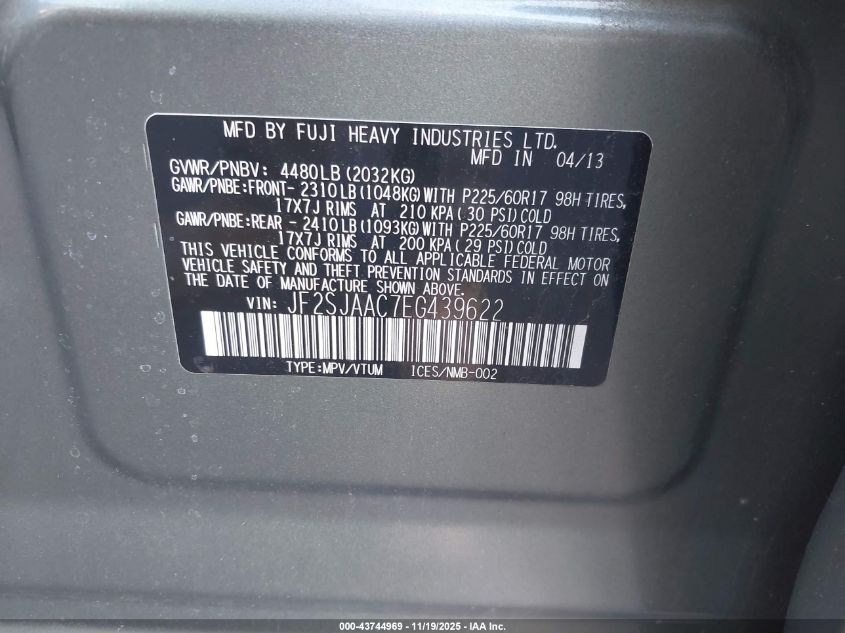 MFD BY FUJI HEAVY INDUSTRIES LTD.
MFD IN 04/13
GVWR/PNBV: 4480LB (2032KG)
GAWR/PNBE:FRONT- 2310LB (1048KG) WITH P225/60R17 98H TIRES,
17X7J RIMS AT 210 KPA ( 30 PSI) COLD
GAWR/PNBE:REAR - 2410LB (1093KG) WITH P225/60R17 98H TIRES,
17X7J RIMS AT 200 KPA ( 29 PSI) COLD
THIS VEHICLE CONFORMS TO ALL APPLICABLE FEDERAL MOTOR
VEHICLE SAFETY AND THEFT PREVENTION STANDARDS IN EFFECT ON
THE DATE OF MANUFACTURE SHOWN ABOVE.
VIN: JF2SJAAC7EG439622
TYPE:MPV/VTUM ICES/NMB-002
000-43744969 - 11/19/2025 - IAA Inc.